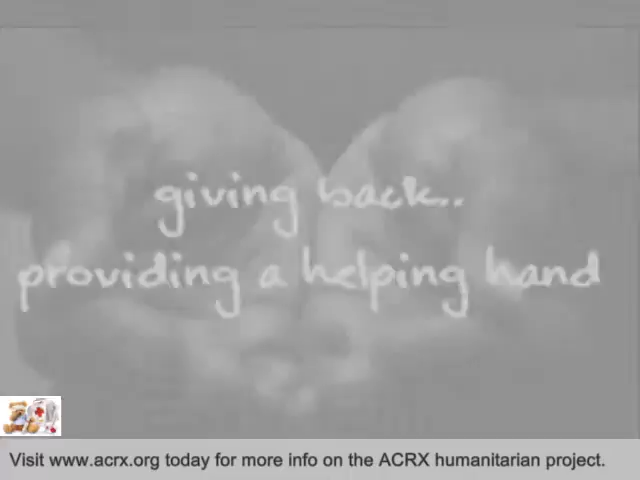 giving back..
providing a helping hand
Visit www.acrx.org today for more info on the ACRX humanitarian project.